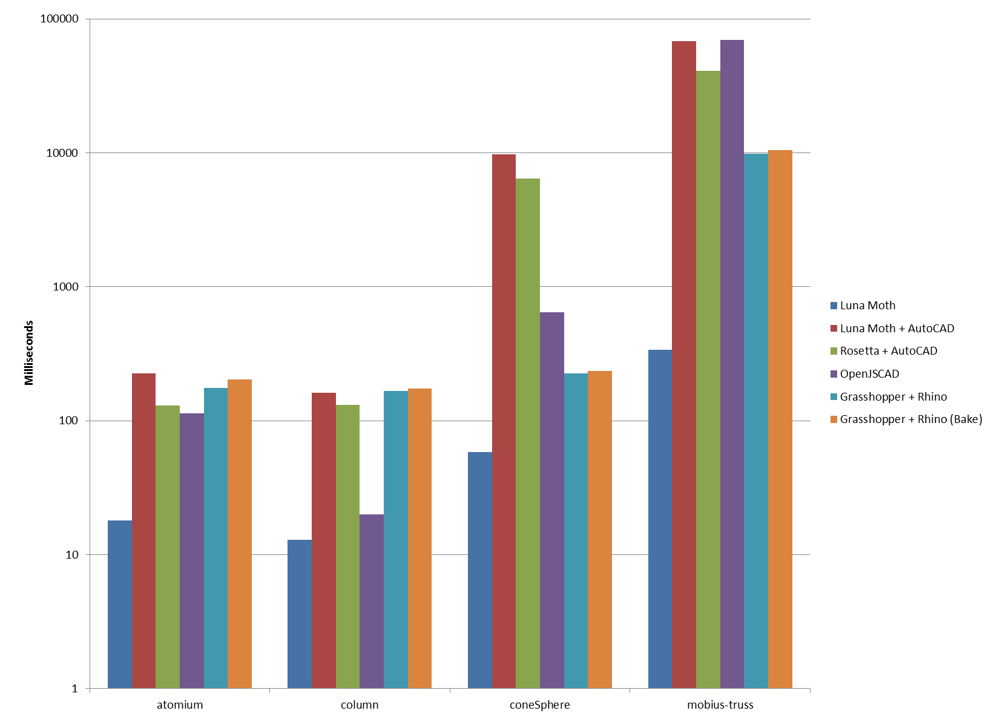 100000
10000
1000
100
10
1
Milliseconds
atomium
column
coneSphere
mobius-truss
Luna Moth
Luna Moth + AutoCAD
Rosetta + AutoCAD
OpenJSCAD
Grasshopper + Rhino
Grasshopper + Rhino (Bake)